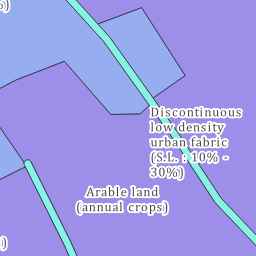 Discontinuous
low density
urban fabric
(S.L. : 10% -
30%)
Arable land
(annual crops)